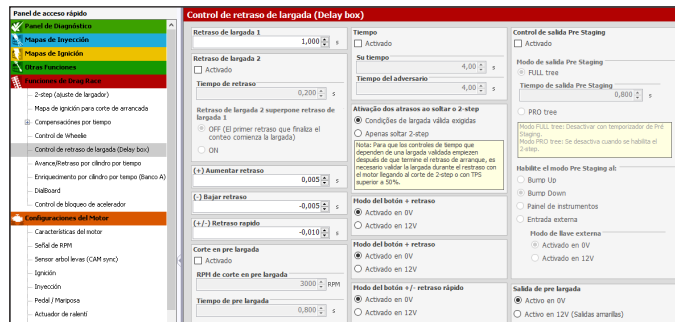 Panel de acceso rápido
Panel de Diagnóstico
Mapas de Inyección
Mapas de Ignición
Otras Funciones
Funciones de Drag Race
2-step (ajuste de largador)
Mapa de ignición para corte de arrancada
Compensaciónes por tiempo
Control de Wheelie
Control de retraso de largada (Delay box)
Avance/Retraso por cilindro por tiempo
Enriquecimiento por cilindro por tiempo (Banco A)
DialBoard
Control de bloqueo de acelerador
Configuraciones del Motor
Características del motor
Señal de RPM
Sensor arbol levas (CAM sync)
Ignición
Inyección
Pedal / Mariposa
Actuador de ralentí
Control de retraso de largada (Delay box)
Retraso de largada 1
1,000 s
Retraso de largada 2
Activado
Tiempo de retraso
0,200 s
Retraso de largada 2 superpone retraso de
largada 1
OFF (El primer retraso que finaliza el
conteo comienza la largada)
ON
(+) Aumentar retraso
0,005 s
(-) Bajar retraso
-0,005 s
(+/-) Retraso rapido
-0,010 s
Corte en pre largada
Activado
RPM de corte en pre largada
3000 RPM
Tiempo de pre largada
0,800 s
Tiempo
Activado
Su tiempo
4,00 s
Tiempo del adversario
4,00 s
Ativação dos atrasos ao soltar o 2-step
Condições de largada válida exigidas
Apenas soltar 2-step
Nota: Para que los controles de tiempo que
dependen de una largada validada empiezen
después de que termine el retraso de arranque, es
necesario validar la largada durante el restraso con
el motor llegando al corte de 2-step o con TPS
superior a 50%.
Modo del botón + retraso
Activado en 0V
Activado en 12V
Modo del botón + retraso
Activado en 0V
Activado en 12V
Modo del botón +/- retraso rápido
Activado en 0V
Activado en 12V
Control de salida Pre Staging
Activado
Modo de salida Pre Staging
FULL tree
Tiempo de salida Pre Staging
0,800 s
PRO tree
Modo FULL tree: Desactivar con temporizador de Pré
Staging.
Modo PRO tree: Se desactiva cuando se habilita el
2-step.
Habilite el modo Pre Staging al:
Bump Up
Bump Down
Painel de instrumentos
Entrada externa
Modo de llave externa
Activado en 0V
Activado en 12V
Salida de pre largada
Activo en 0V
Activo en 12V (Salidas amarillas)